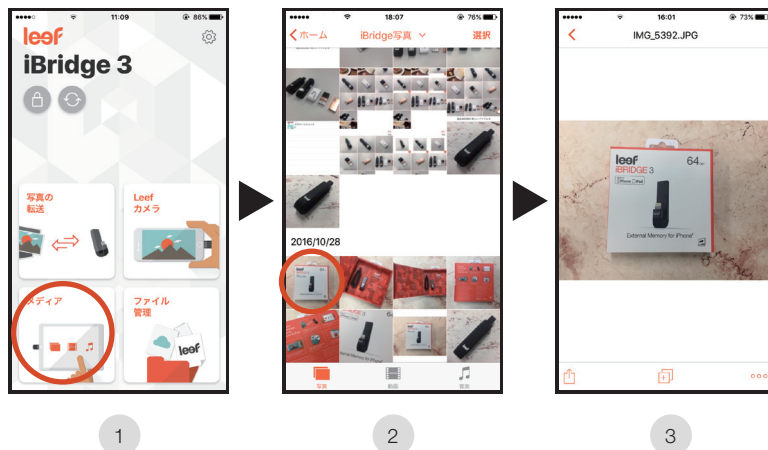 11:09
86%
leef
iBridge 3
写真の
転送
Leef
カメラ
メディア
ファイル
管理
leef
1
18:07
76%
ホーム
iBridge写真
選択
2016/10/28
写真
動画
音楽
2
16:01
73%
IMG_5392.JPG
leef
iBRIDGE 3
64
External Memory for iPhone
3